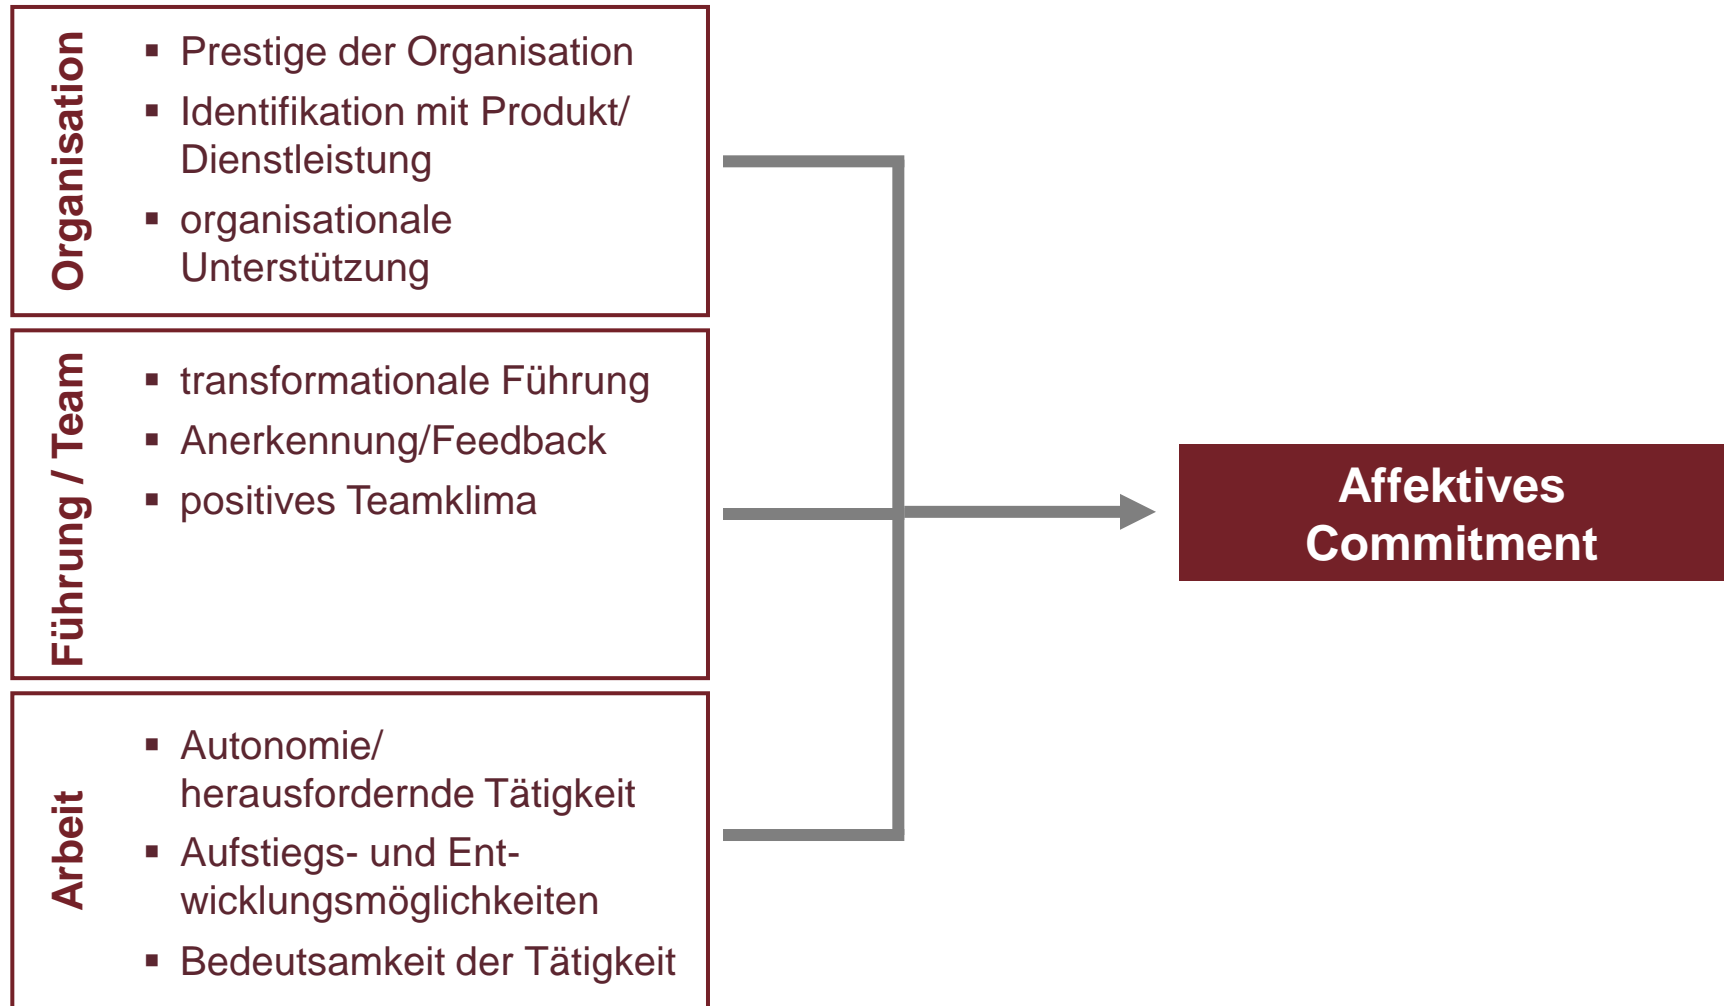 Organisation
▪ Prestige der Organisation
▪ Identifikation mit Produkt/
Dienstleistung
▪ organisationale
Unterstützung
Führung / Team
▪ transformationale Führung
▪ Anerkennung/Feedback
▪ positives Teamklima
Arbeit
▪ Autonomie/
herausfordernde Tätigkeit
▪ Aufstiegs- und Ent-
wicklungsmöglichkeiten
▪ Bedeutsamkeit der Tätigkeit
Affektives
Commitment